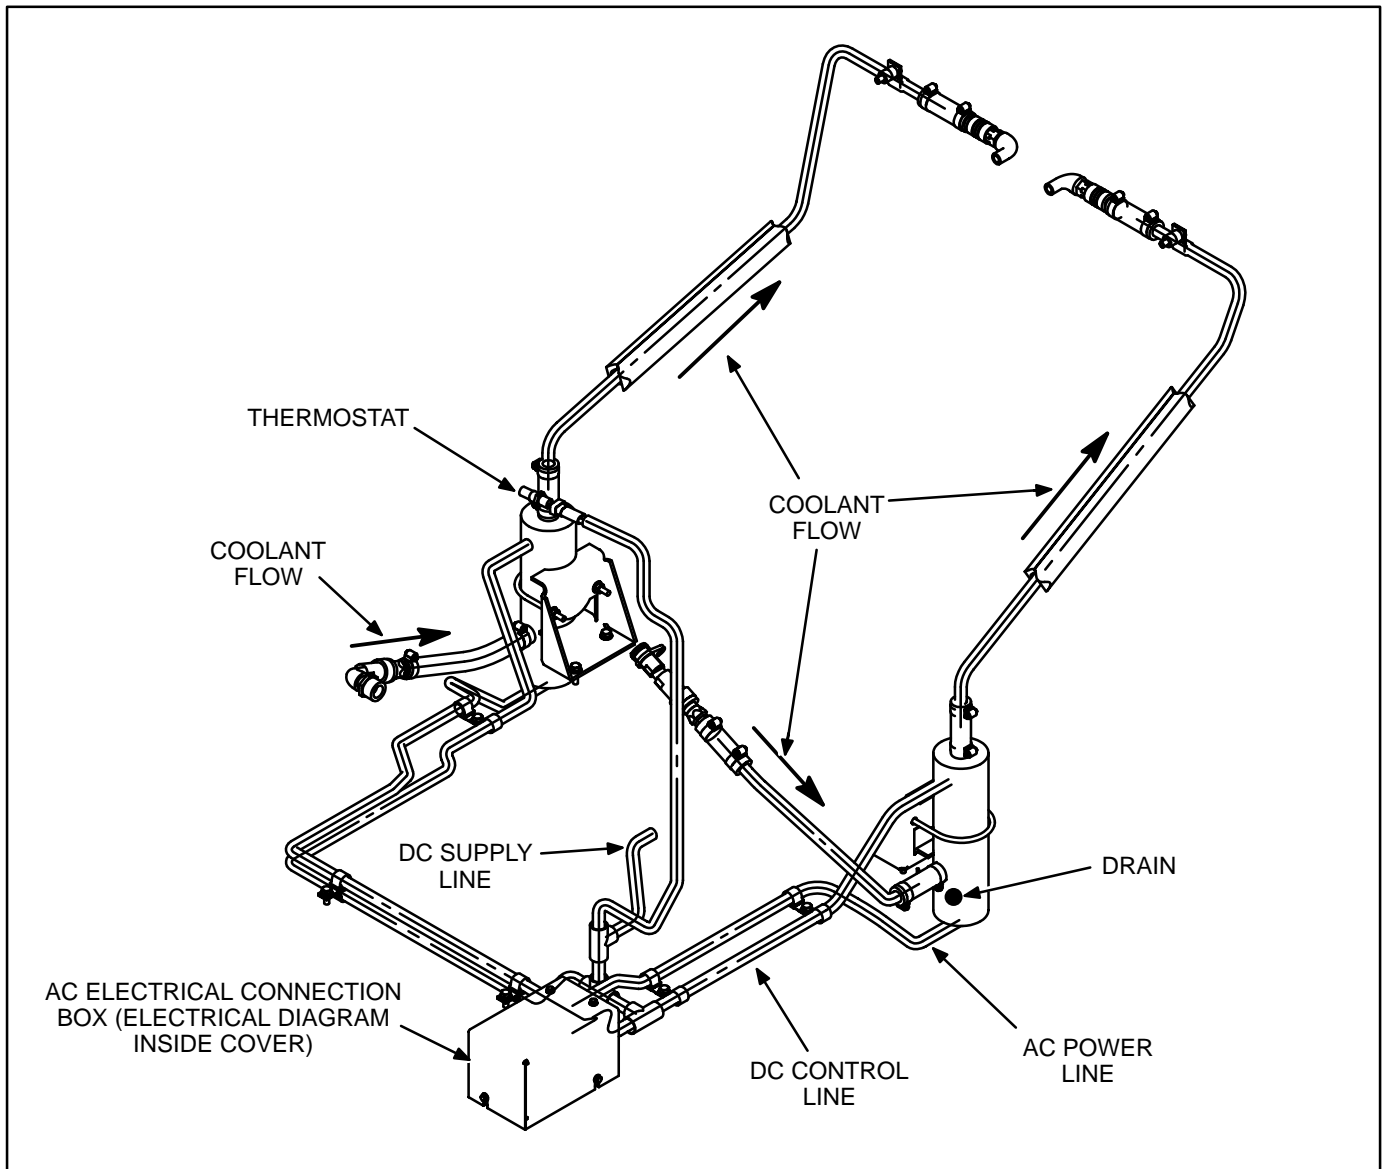 THERMOSTAT
COOLANT
FLOW
COOLANT
FLOW
DC SUPPLY
LINE
DRAIN
AC ELECTRICAL CONNECTION
BOX (ELECTRICAL DIAGRAM
INSIDE COVER)
DC CONTROL
LINE
AC POWER
LINE